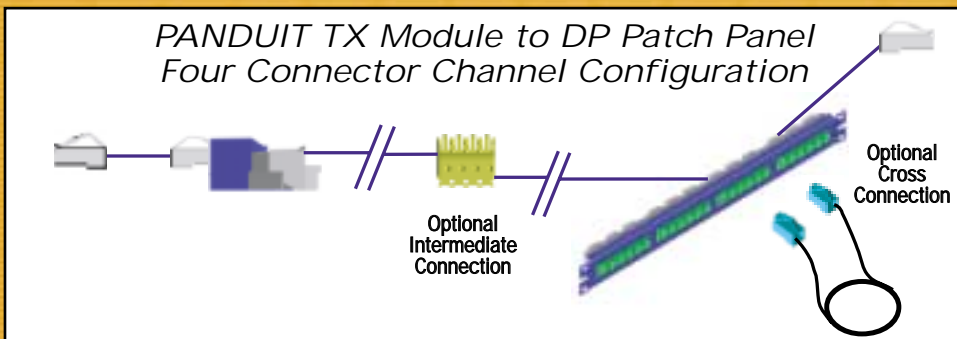 PANDUIT TX Module to DP Patch Panel
Four Connector Channel Configuration
Optional
Cross
Connection
Optional
Intermediate
Connection